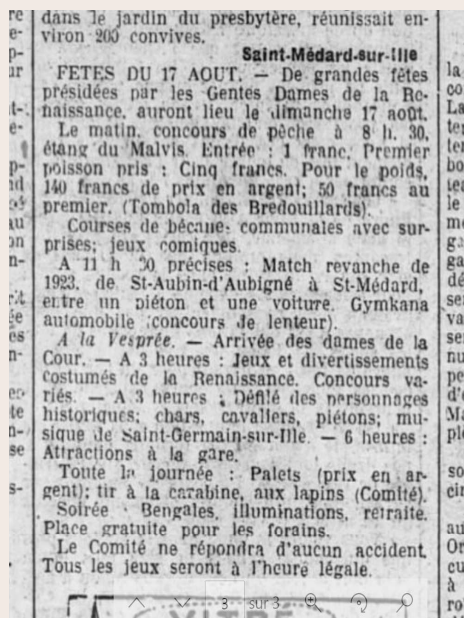 dans le jardin du presbytère, réunissait en-
viron 200 convives.
Saint-Médard-sur-Ille
FETES DU 17 AOUT. — De grandes fêtes
présidées par les Gentes Dames de la Re-
naissance, auront lieu le dimanche 17 août.
Le matin, concours de pêche à 8 h. 30,
étang du Malvis. Entrée : 1 franc. Premier
poisson pris : Cinq francs. Pour le poids,
140 francs de prix en argent; 50 francs au
premier. (Tombola des Bredouillards).
Courses de bécane: communales avec sur-
prises; jeux comiques.
A 11 h 30 précises : Match revanche de
1923, de St-Aubin-d'Aubigné à St-Médard,
entre un piéton et une voiture. Gymkana
automobile (concours de lenteur).
A la Vesprée. — Arrivée des dames de la
Cour. — A 3 heures : Jeux et divertissements
costumés de la Renaissance. Concours va-
riés. — A 3 heures : Défilé des personnages
historiques; chars, cavaliers, piétons; mu-
sique de Saint-Germain-sur-Ille. — 6 heures :
Attractions à la gare.
Toute la journée : Palets (prix en ar-
gent); tir à la carabine, aux lapins (Comité).
Soirée : Bengales, illuminations, retraite.
Place gratuite pour les forains.
Le Comité ne répondra d'aucun accident.
Tous les jeux seront à l'heure légale.
3 sur 3
VITRÉ